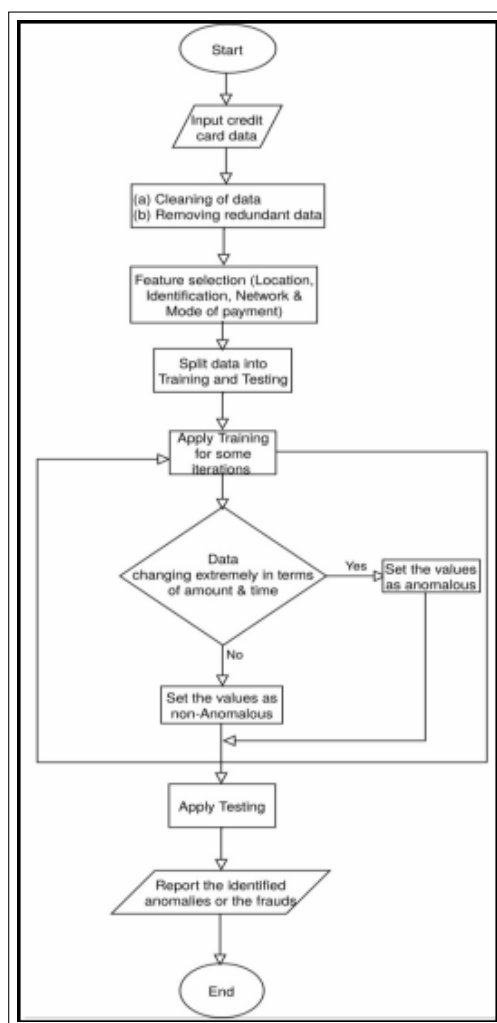 Start
Input credit
card data
(a) Cleaning of data
(b) Removing redundant data
Feature selection (Location,
Identification, Network &
Mode of payment)
Split data into
Training and Testing
Apply Training
for some
iterations
Data
changing extremely in terms
of amount & time
Yes
Set the values
as anomalous
No
Set the values as
non-Anomalous
Apply Testing
Report the identified
anomalies or the frauds
End